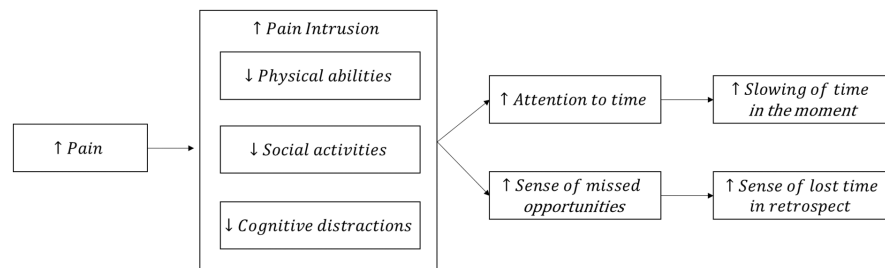 ↑ Pain
↑ Pain Intrusion
↓ Physical abilities
↓ Social activities
↓ Cognitive distractions
↑ Attention to time
↑ Slowing of time
in the moment
↑ Sense of missed
opportunities
↑ Sense of lost time
in retrospect